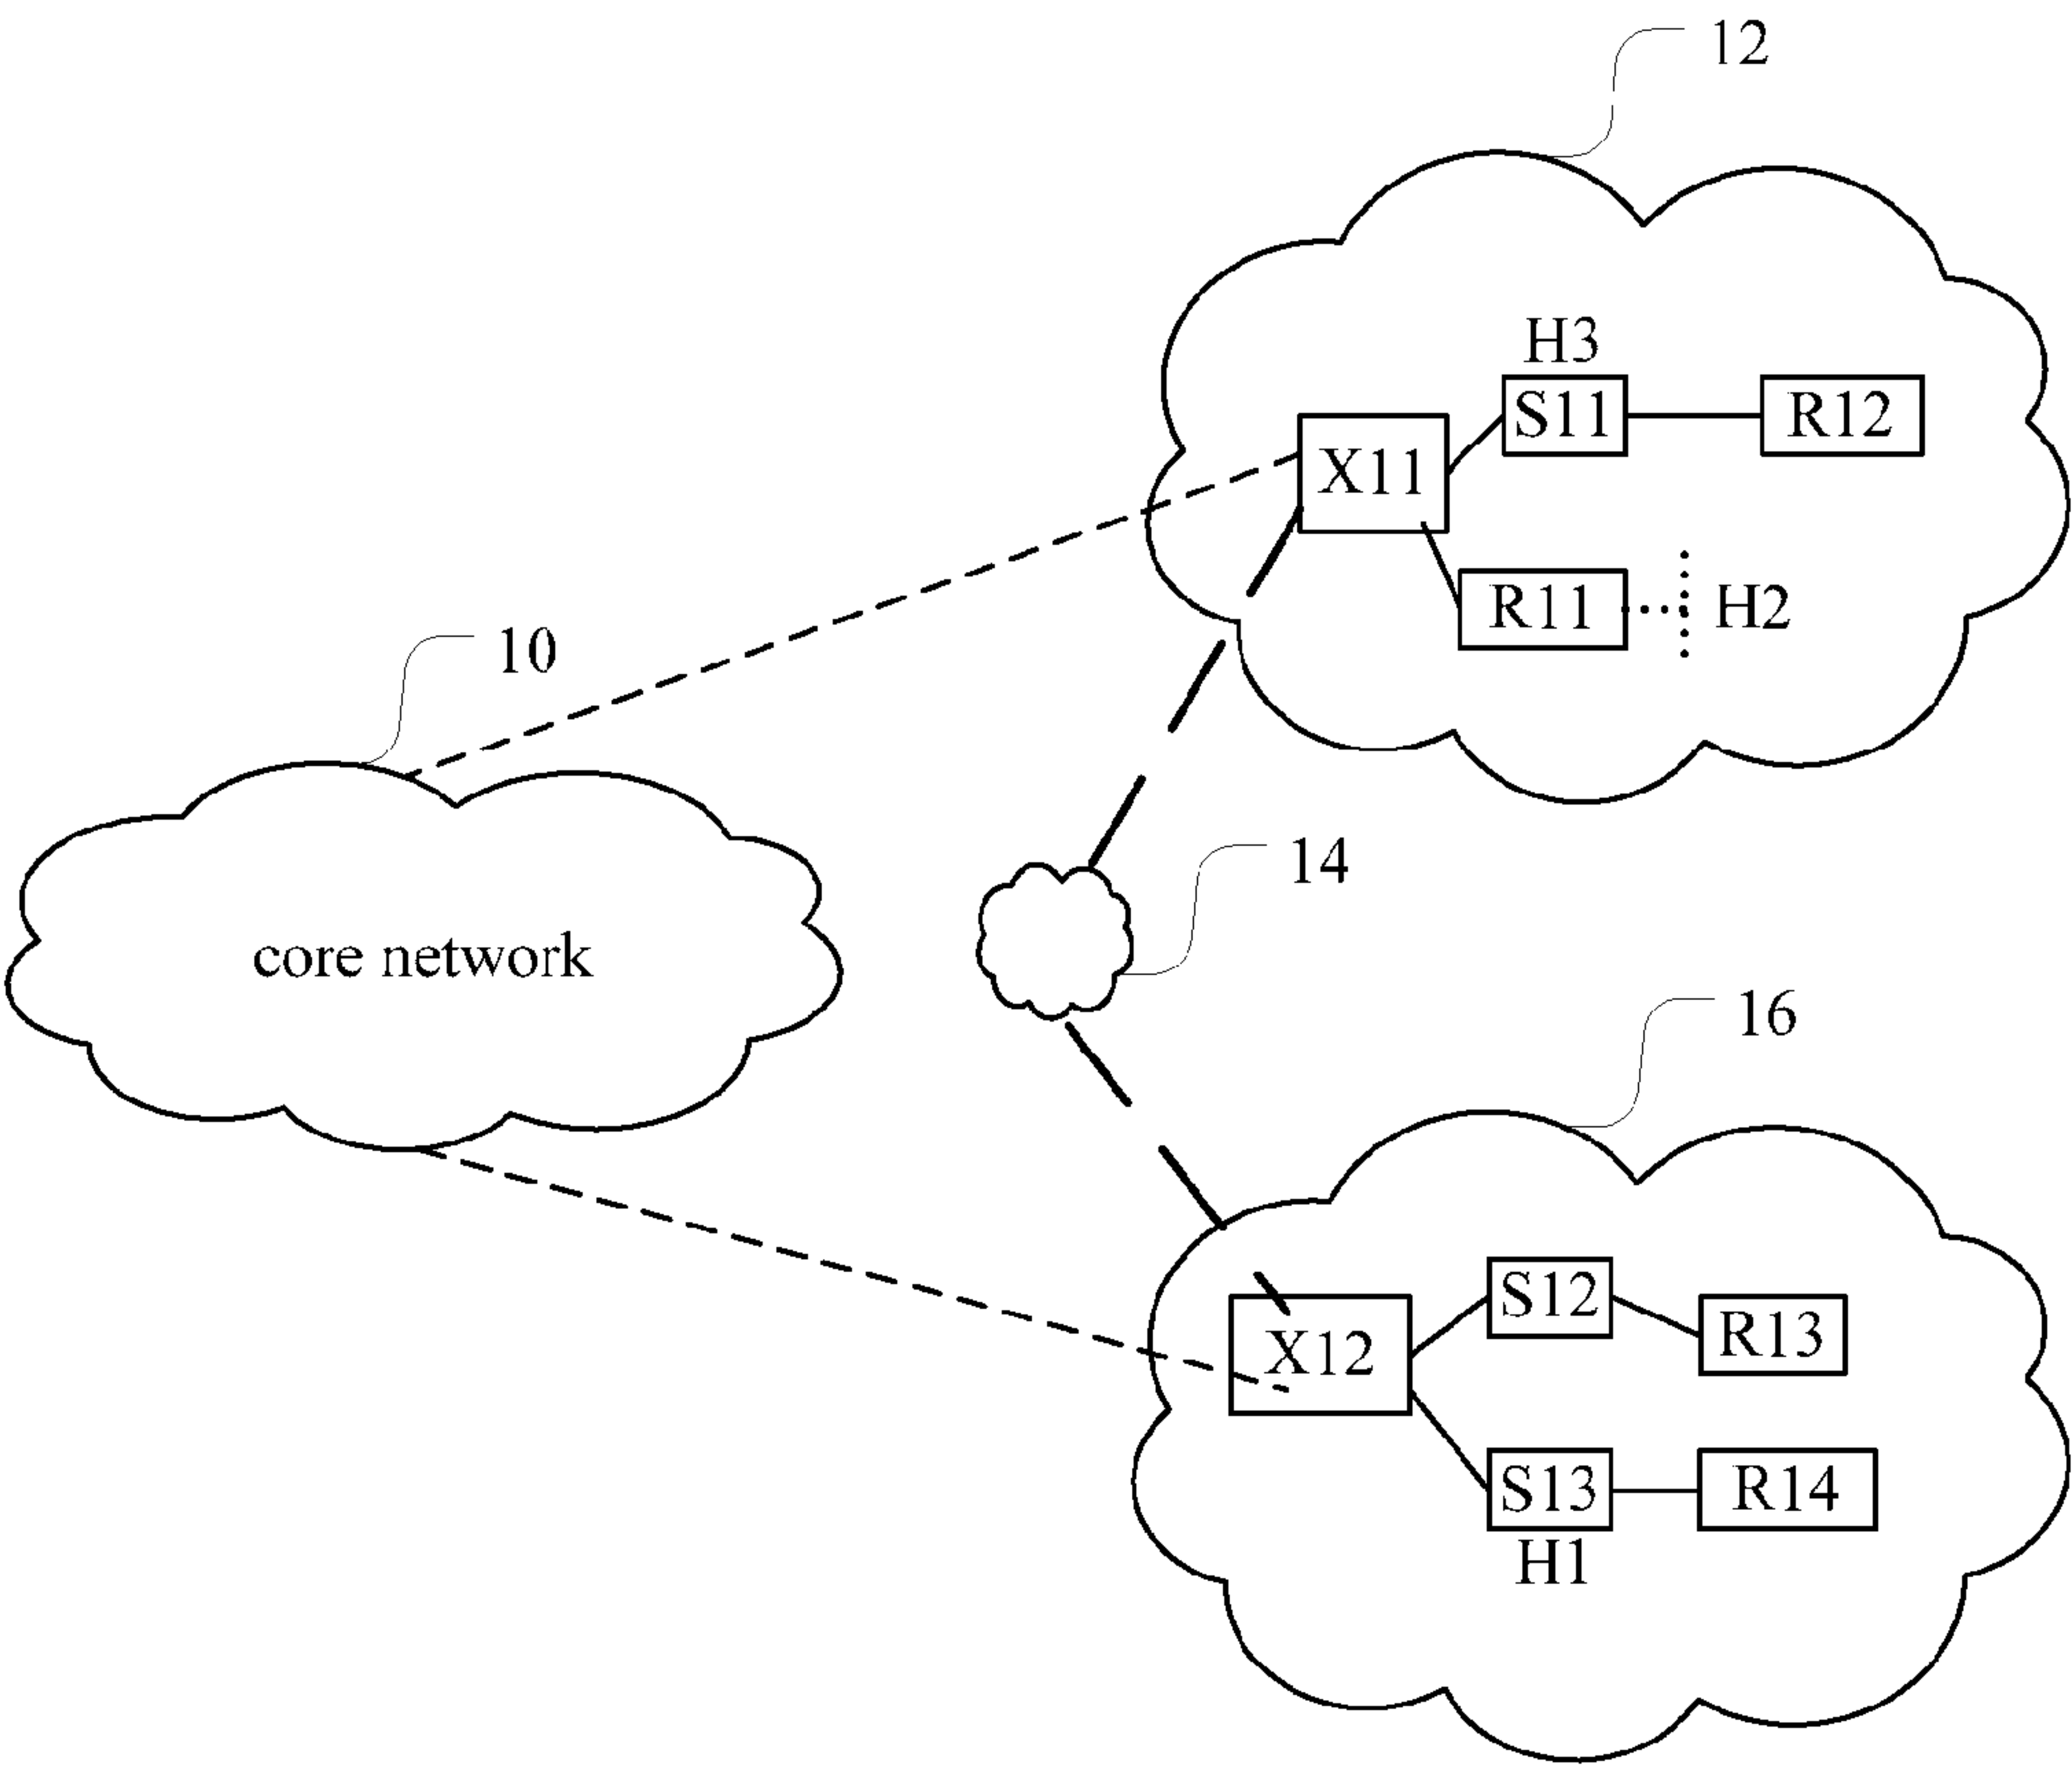 12
H3
S11
R12
X11
R11
H2
10
14
core network
16
S12
R13
X12
S13
R14
H1